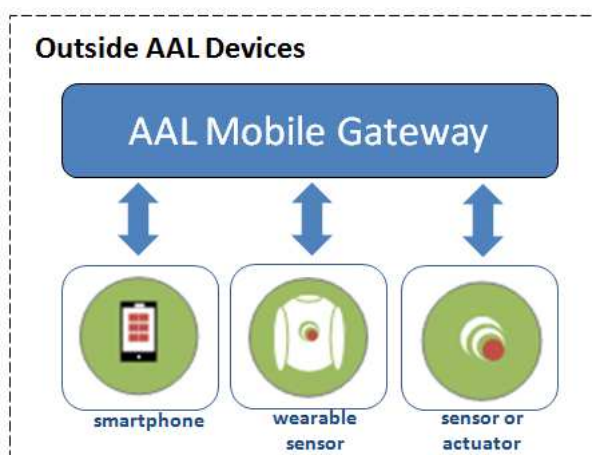 Outside AAL Devices
AAL Mobile Gateway
smartphone
wearable
sensor
sensor or
actuator